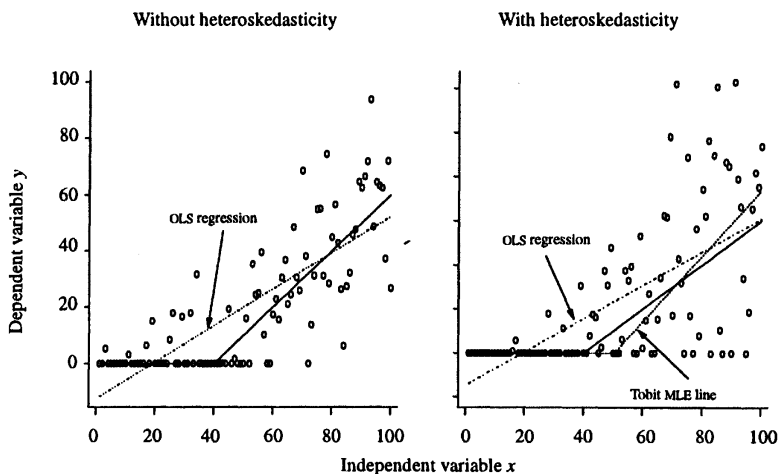 Without heteroskedasticity
With heteroskedasticity
100
80
60
40
20
0
Dependent variable y
OLS regression
OLS regression
Tobit MLE line
0 20 40 60 80 100
0 20 40 60 80 100
Independent variable x